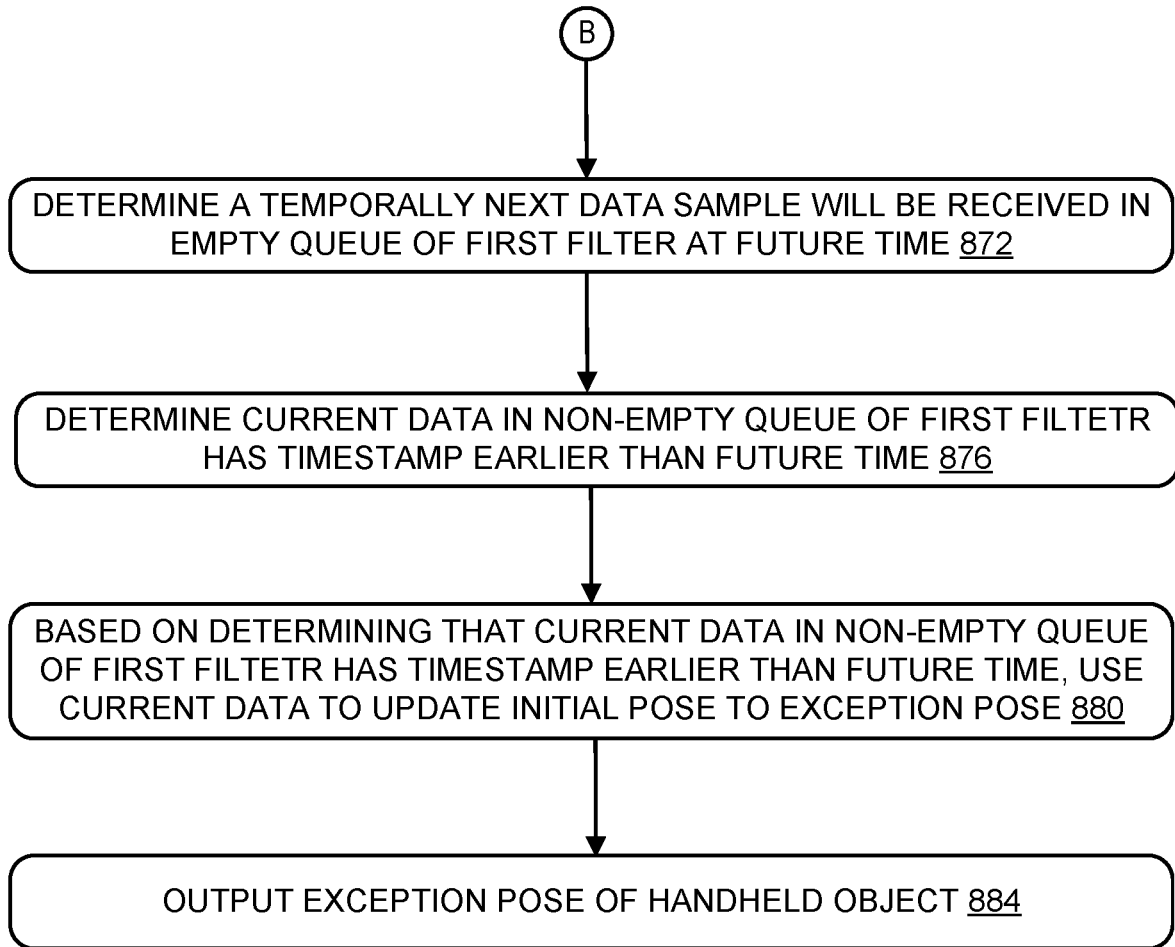 B
DETERMINE A TEMPORALLY NEXT DATA SAMPLE WILL BE RECEIVED IN
EMPTY QUEUE OF FIRST FILTER AT FUTURE TIME 872
DETERMINE CURRENT DATA IN NON-EMPTY QUEUE OF FIRST FILTETR
HAS TIMESTAMP EARLIER THAN FUTURE TIME 876
BASED ON DETERMINING THAT CURRENT DATA IN NON-EMPTY QUEUE
OF FIRST FILTETR HAS TIMESTAMP EARLIER THAN FUTURE TIME, USE
CURRENT DATA TO UPDATE INITIAL POSE TO EXCEPTION POSE 880
OUTPUT EXCEPTION POSE OF HANDHELD OBJECT 884